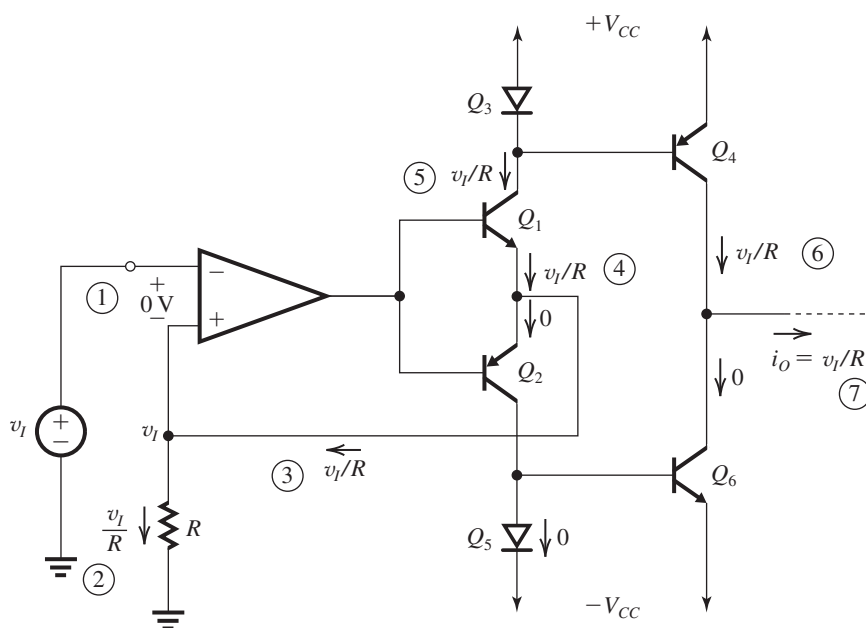 +V_CC
Q_3
Q_4
⑤ v_I/R
Q_1
v_I/R ④
v_I/R ⑥
−
① + 0 V −
+
0
i_O = v_I/R
⑦
Q_2
0
v_I + −
v_I
③ v_I/R
Q_6
v_I/R R
Q_5 0
②
−V_CC